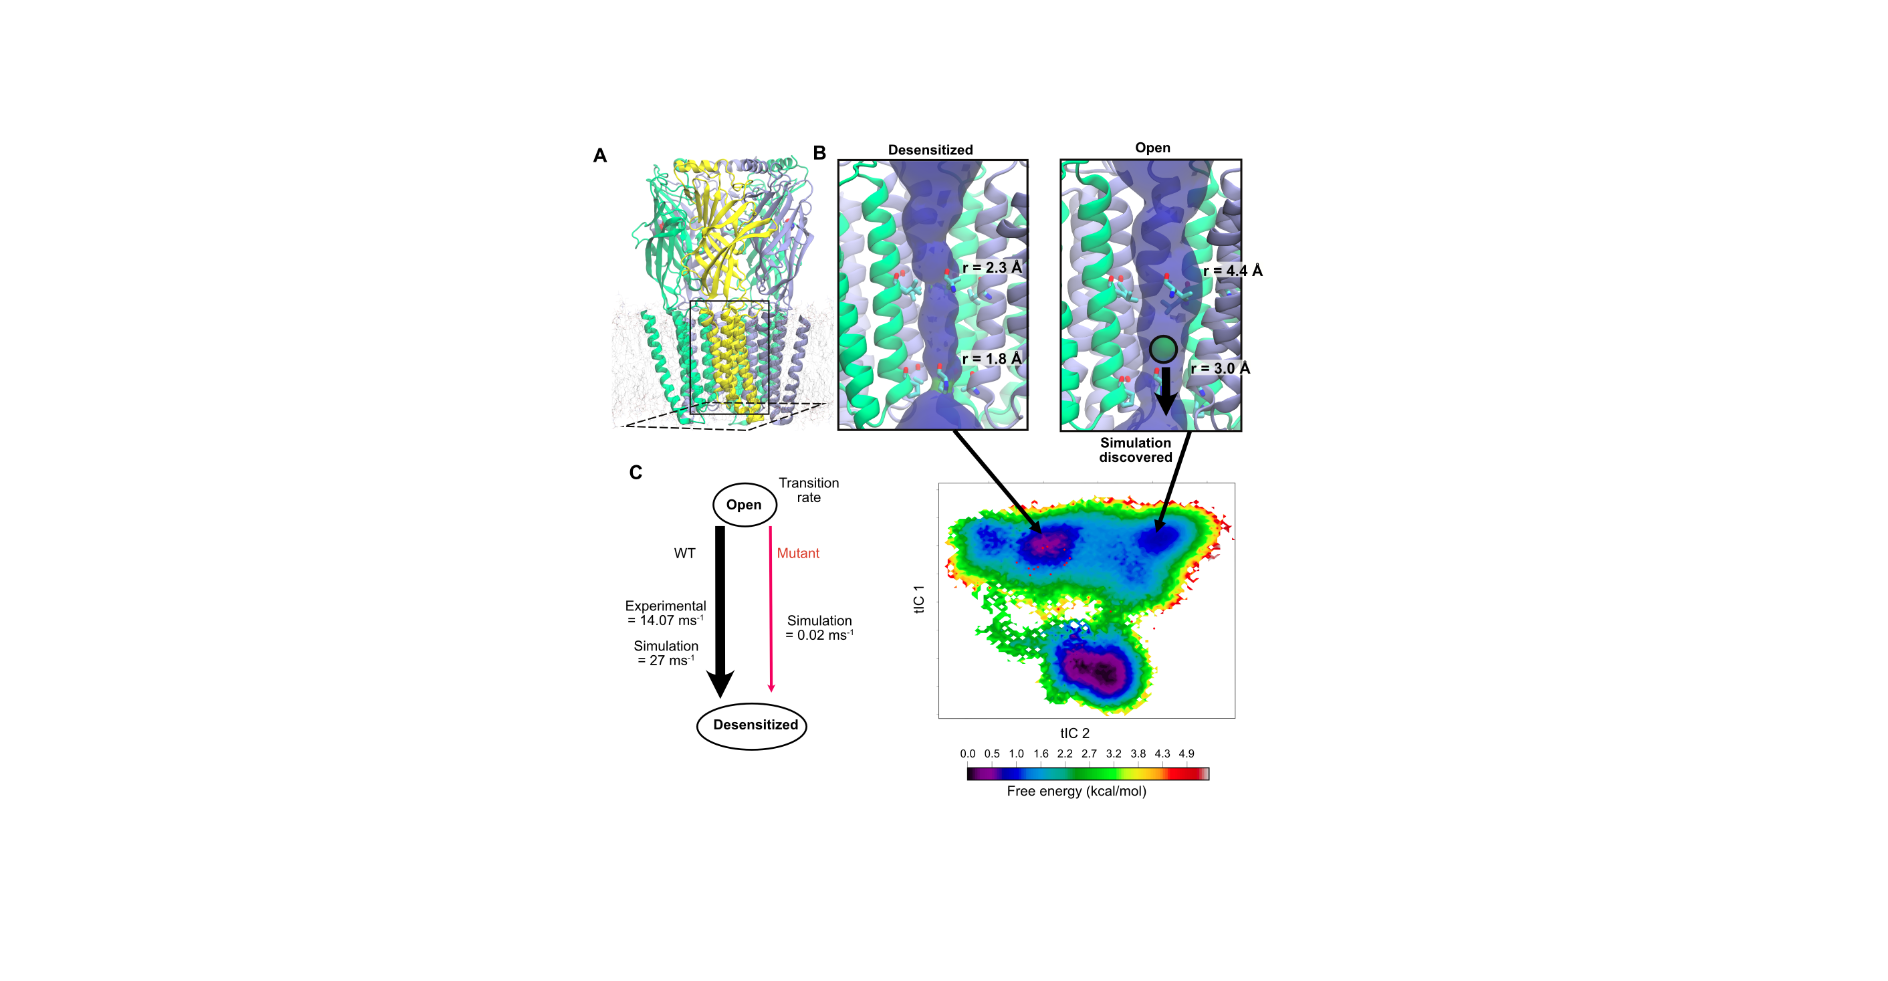 A
B
Desensitized
Open
r = 2.3 Å
r = 4.4 Å
r = 1.8 Å
r = 3.0 Å
Simulation
discovered
C
Open
Transition
rate
WT
Mutant
Experimental
= 14.07 ms⁻¹
Simulation
= 27 ms⁻¹
Simulation
= 0.02 ms⁻¹
Desensitized
tIC 1
tIC 2
0.0 0.5 1.0 1.6 2.2 2.7 3.2 3.8 4.3 4.9
Free energy (kcal/mol)